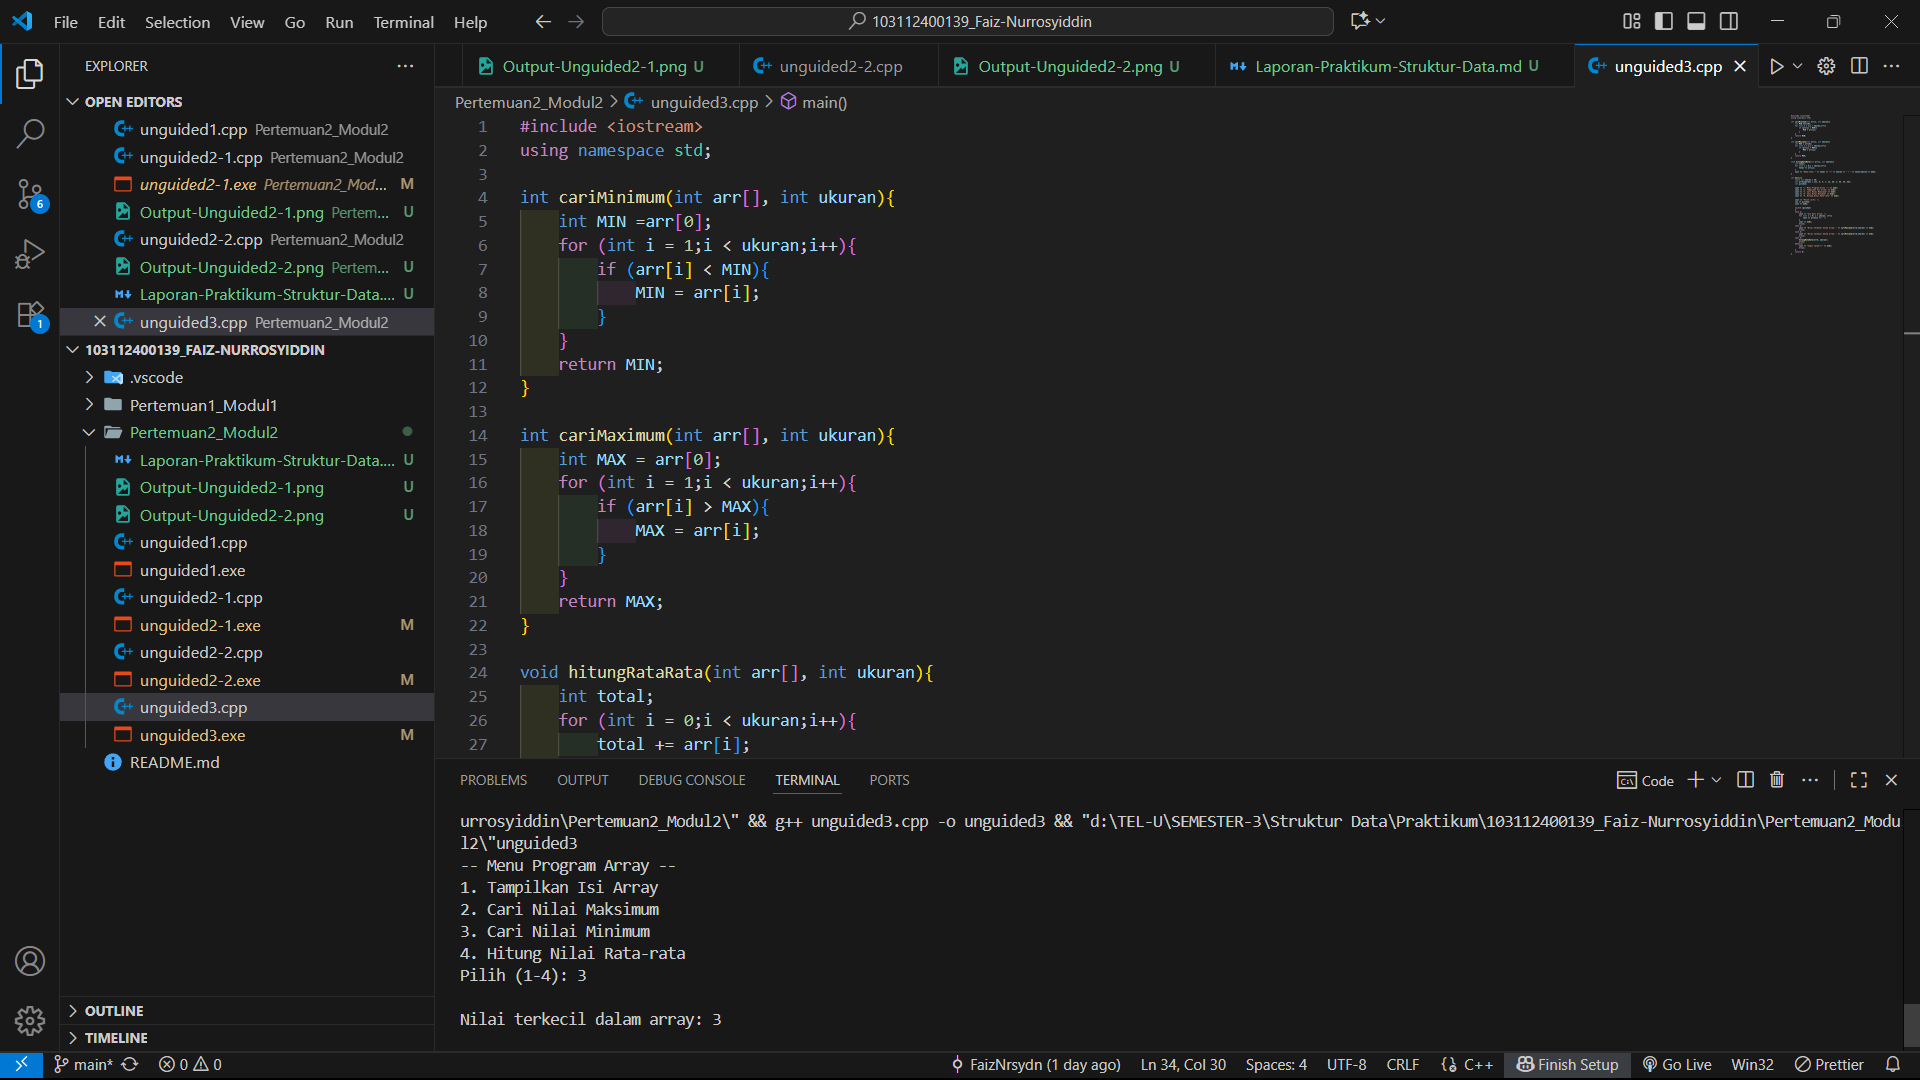 File Edit Selection View Go Run Terminal Help
103112400139_Faiz-Nurrosyiddin
EXPLORER
OPEN EDITORS
unguided1.cpp Pertemuan2_Modul2
unguided2-1.cpp Pertemuan2_Modul2
unguided2-1.exe Pertemuan2_Mod... M
Output-Unguided2-1.png Pertem... U
unguided2-2.cpp Pertemuan2_Modul2
Output-Unguided2-2.png Pertem... U
Laporan-Praktikum-Struktur-Data.... U
unguided3.cpp Pertemuan2_Modul2
103112400139_FAIZ-NURROSYIDDIN
.vscode
Pertemuan1_Modul1
Pertemuan2_Modul2
Laporan-Praktikum-Struktur-Data.... U
Output-Unguided2-1.png U
Output-Unguided2-2.png U
unguided1.cpp
unguided1.exe
unguided2-1.cpp
unguided2-1.exe M
unguided2-2.cpp
unguided2-2.exe M
unguided3.cpp
unguided3.exe M
README.md
OUTLINE
TIMELINE
6
1
Output-Unguided2-1.png U unguided2-2.cpp Output-Unguided2-2.png U Laporan-Praktikum-Struktur-Data.md U unguided3.cpp
Pertemuan2_Modul2 > unguided3.cpp > main()
1 #include <iostream>
2 using namespace std;
3
4 int cariMinimum(int arr[], int ukuran){
5 int MIN =arr[0];
6 for (int i = 1;i < ukuran;i++){
7 if (arr[i] < MIN){
8 MIN = arr[i];
9 }
10 }
11 return MIN;
12 }
13
14 int cariMaximum(int arr[], int ukuran){
15 int MAX = arr[0];
16 for (int i = 1;i < ukuran;i++){
17 if (arr[i] > MAX){
18 MAX = arr[i];
19 }
20 }
21 return MAX;
22 }
23
24 void hitungRataRata(int arr[], int ukuran){
25 int total;
26 for (int i = 0;i < ukuran;i++){
27 total += arr[i];
PROBLEMS OUTPUT DEBUG CONSOLE TERMINAL PORTS
Code
urrosyiddin\Pertemuan2_Modul2\" && g++ unguided3.cpp -o unguided3 && "d:\TEL-U\SEMESTER-3\Struktur Data\Praktikum\103112400139_Faiz-Nurrosyiddin\Pertemuan2_Modu
l2\"unguided3
-- Menu Program Array --
1. Tampilkan Isi Array
2. Cari Nilai Maksimum
3. Cari Nilai Minimum
4. Hitung Nilai Rata-rata
Pilih (1-4): 3
Nilai terkecil dalam array: 3
main* 0 0 FaizNrsydn (1 day ago) Ln 34, Col 30 Spaces: 4 UTF-8 CRLF {} C++ Finish Setup Go Live Win32 Prettier